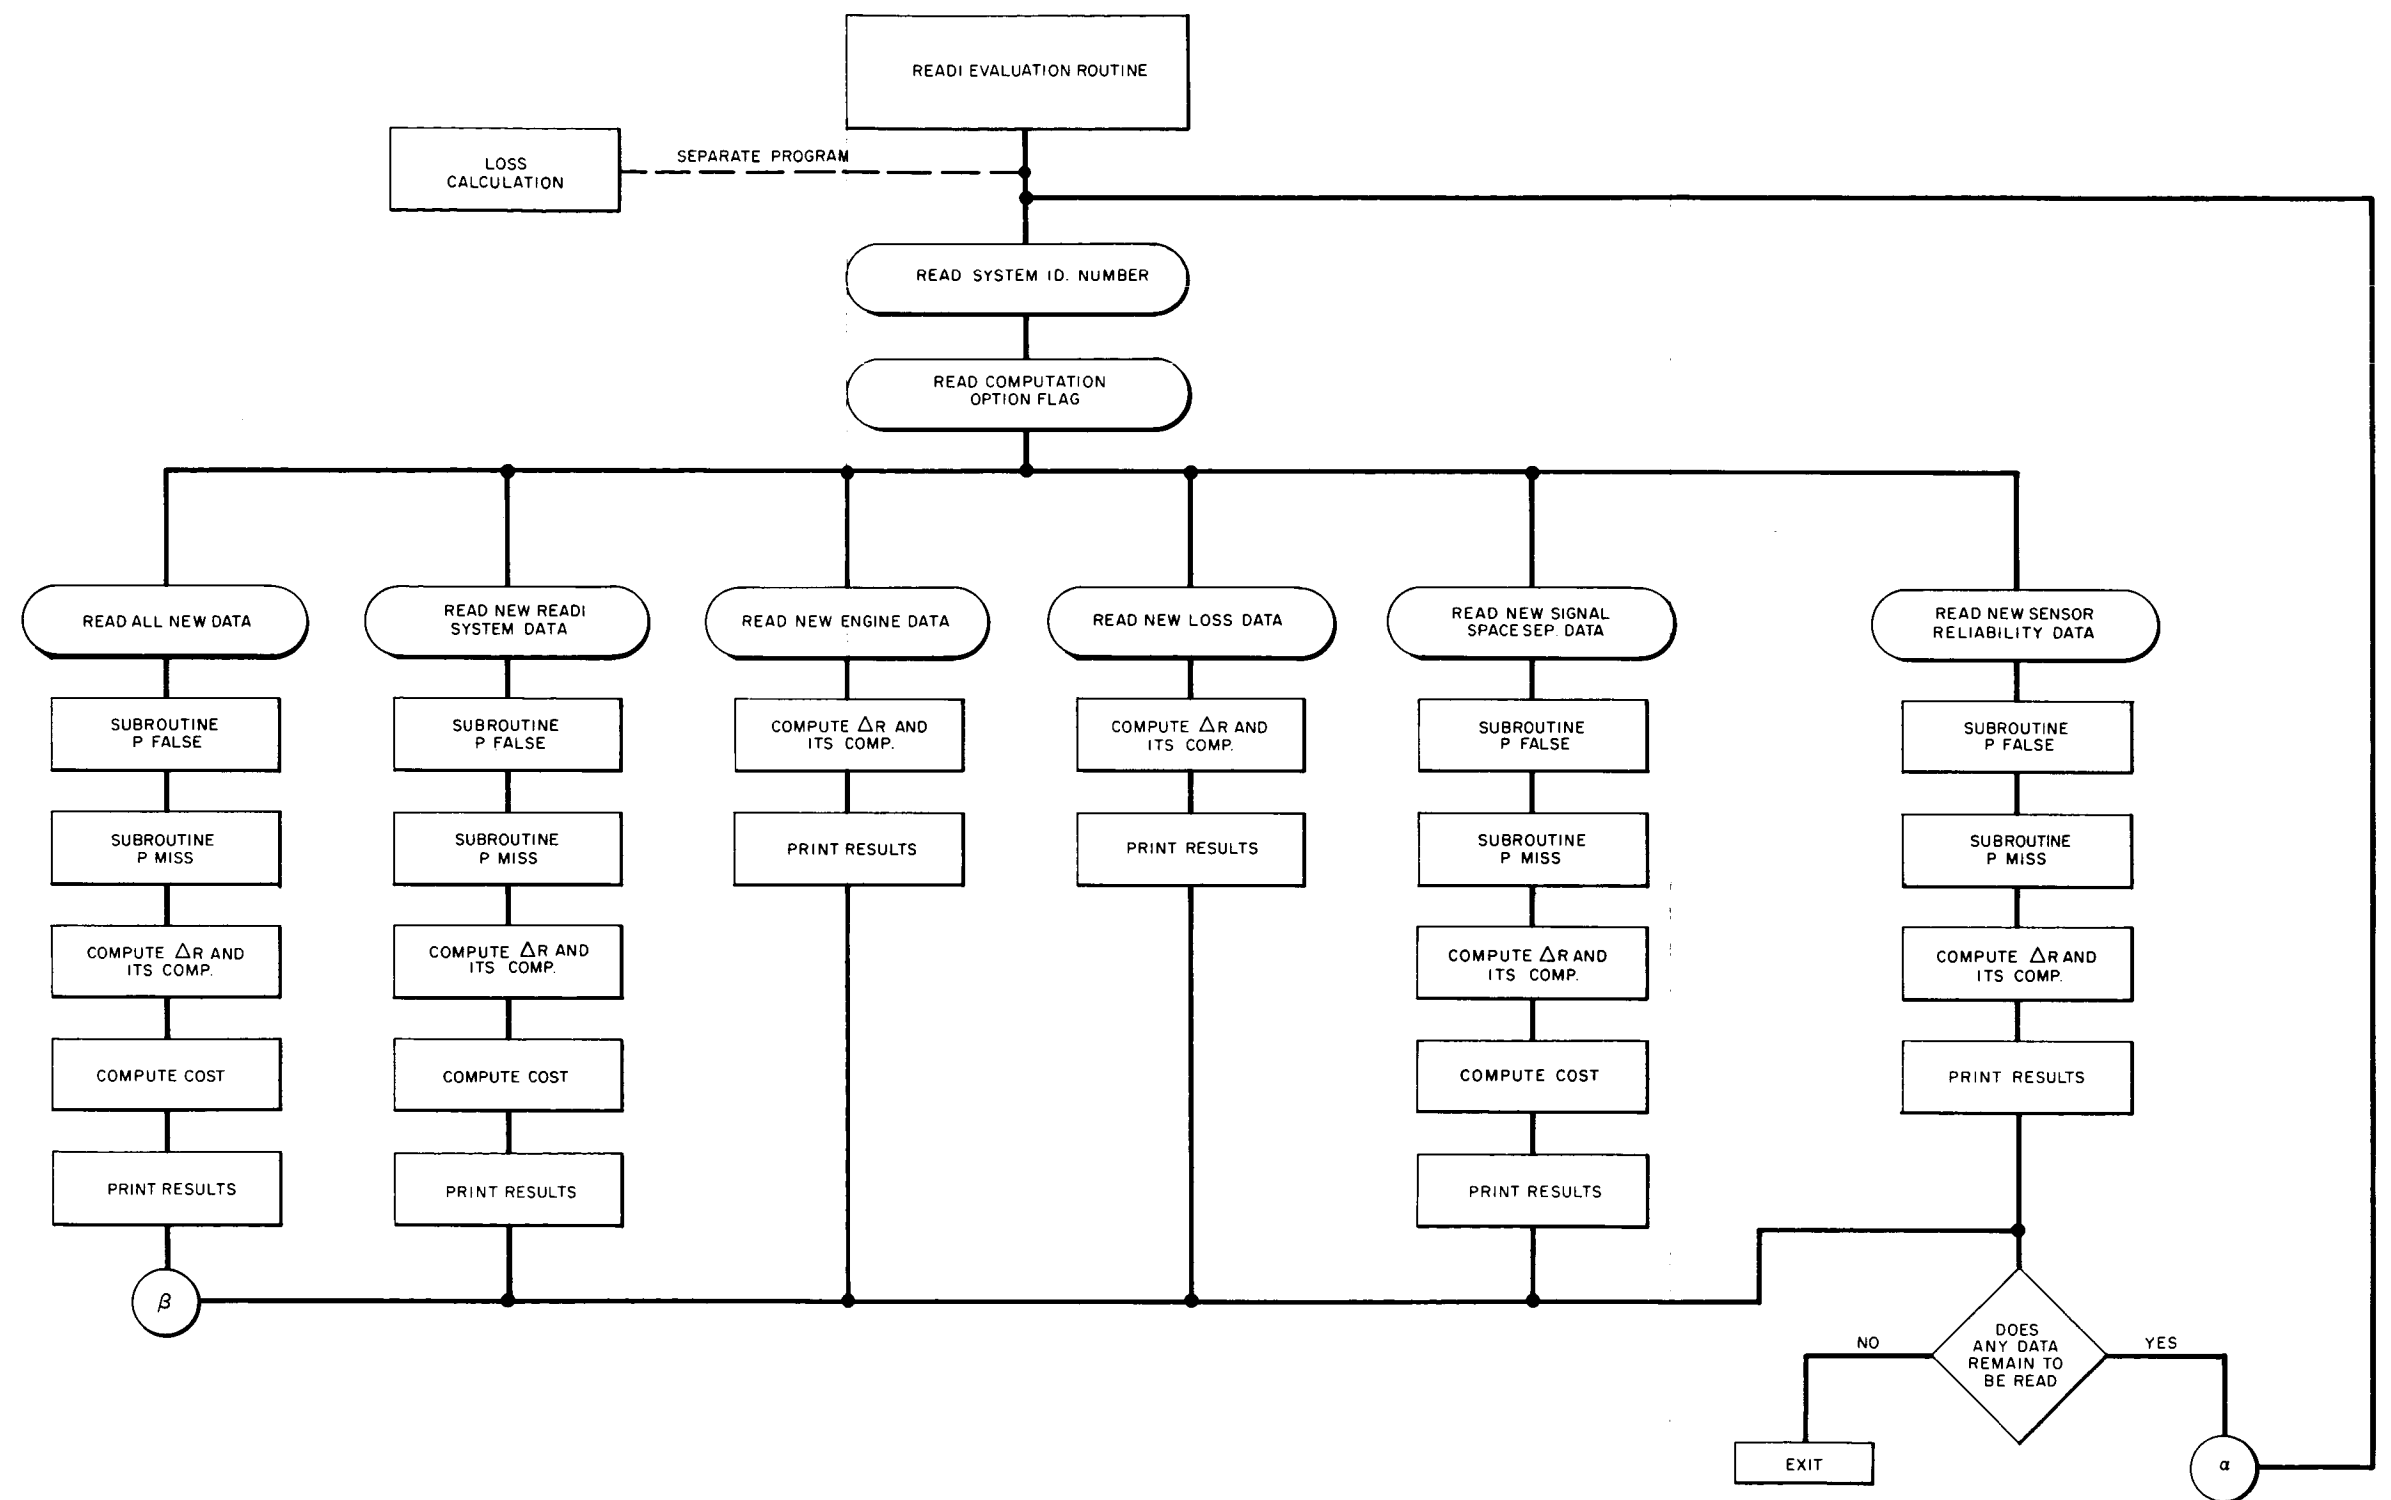 READI EVALUATION ROUTINE
SEPARATE PROGRAM
LOSS
CALCULATION
READ SYSTEM ID. NUMBER
READ COMPUTATION
OPTION FLAG
READ ALL NEW DATA
SUBROUTINE
P FALSE
SUBROUTINE
P MISS
COMPUTE ΔR AND
ITS COMP.
COMPUTE COST
PRINT RESULTS
β
READ NEW READI
SYSTEM DATA
SUBROUTINE
P FALSE
SUBROUTINE
P MISS
COMPUTE ΔR AND
ITS COMP.
COMPUTE COST
PRINT RESULTS
READ NEW ENGINE DATA
COMPUTE ΔR AND
ITS COMP.
PRINT RESULTS
READ NEW LOSS DATA
COMPUTE ΔR AND
ITS COMP.
PRINT RESULTS
READ NEW SIGNAL
SPACE SEP. DATA
SUBROUTINE
P FALSE
SUBROUTINE
P MISS
COMPUTE ΔR AND
ITS COMP.
COMPUTE COST
PRINT RESULTS
READ NEW SENSOR
RELIABILITY DATA
SUBROUTINE
P FALSE
SUBROUTINE
P MISS
COMPUTE ΔR AND
ITS COMP.
PRINT RESULTS
DOES
ANY DATA
REMAIN TO
BE READ
NO
YES
EXIT
α